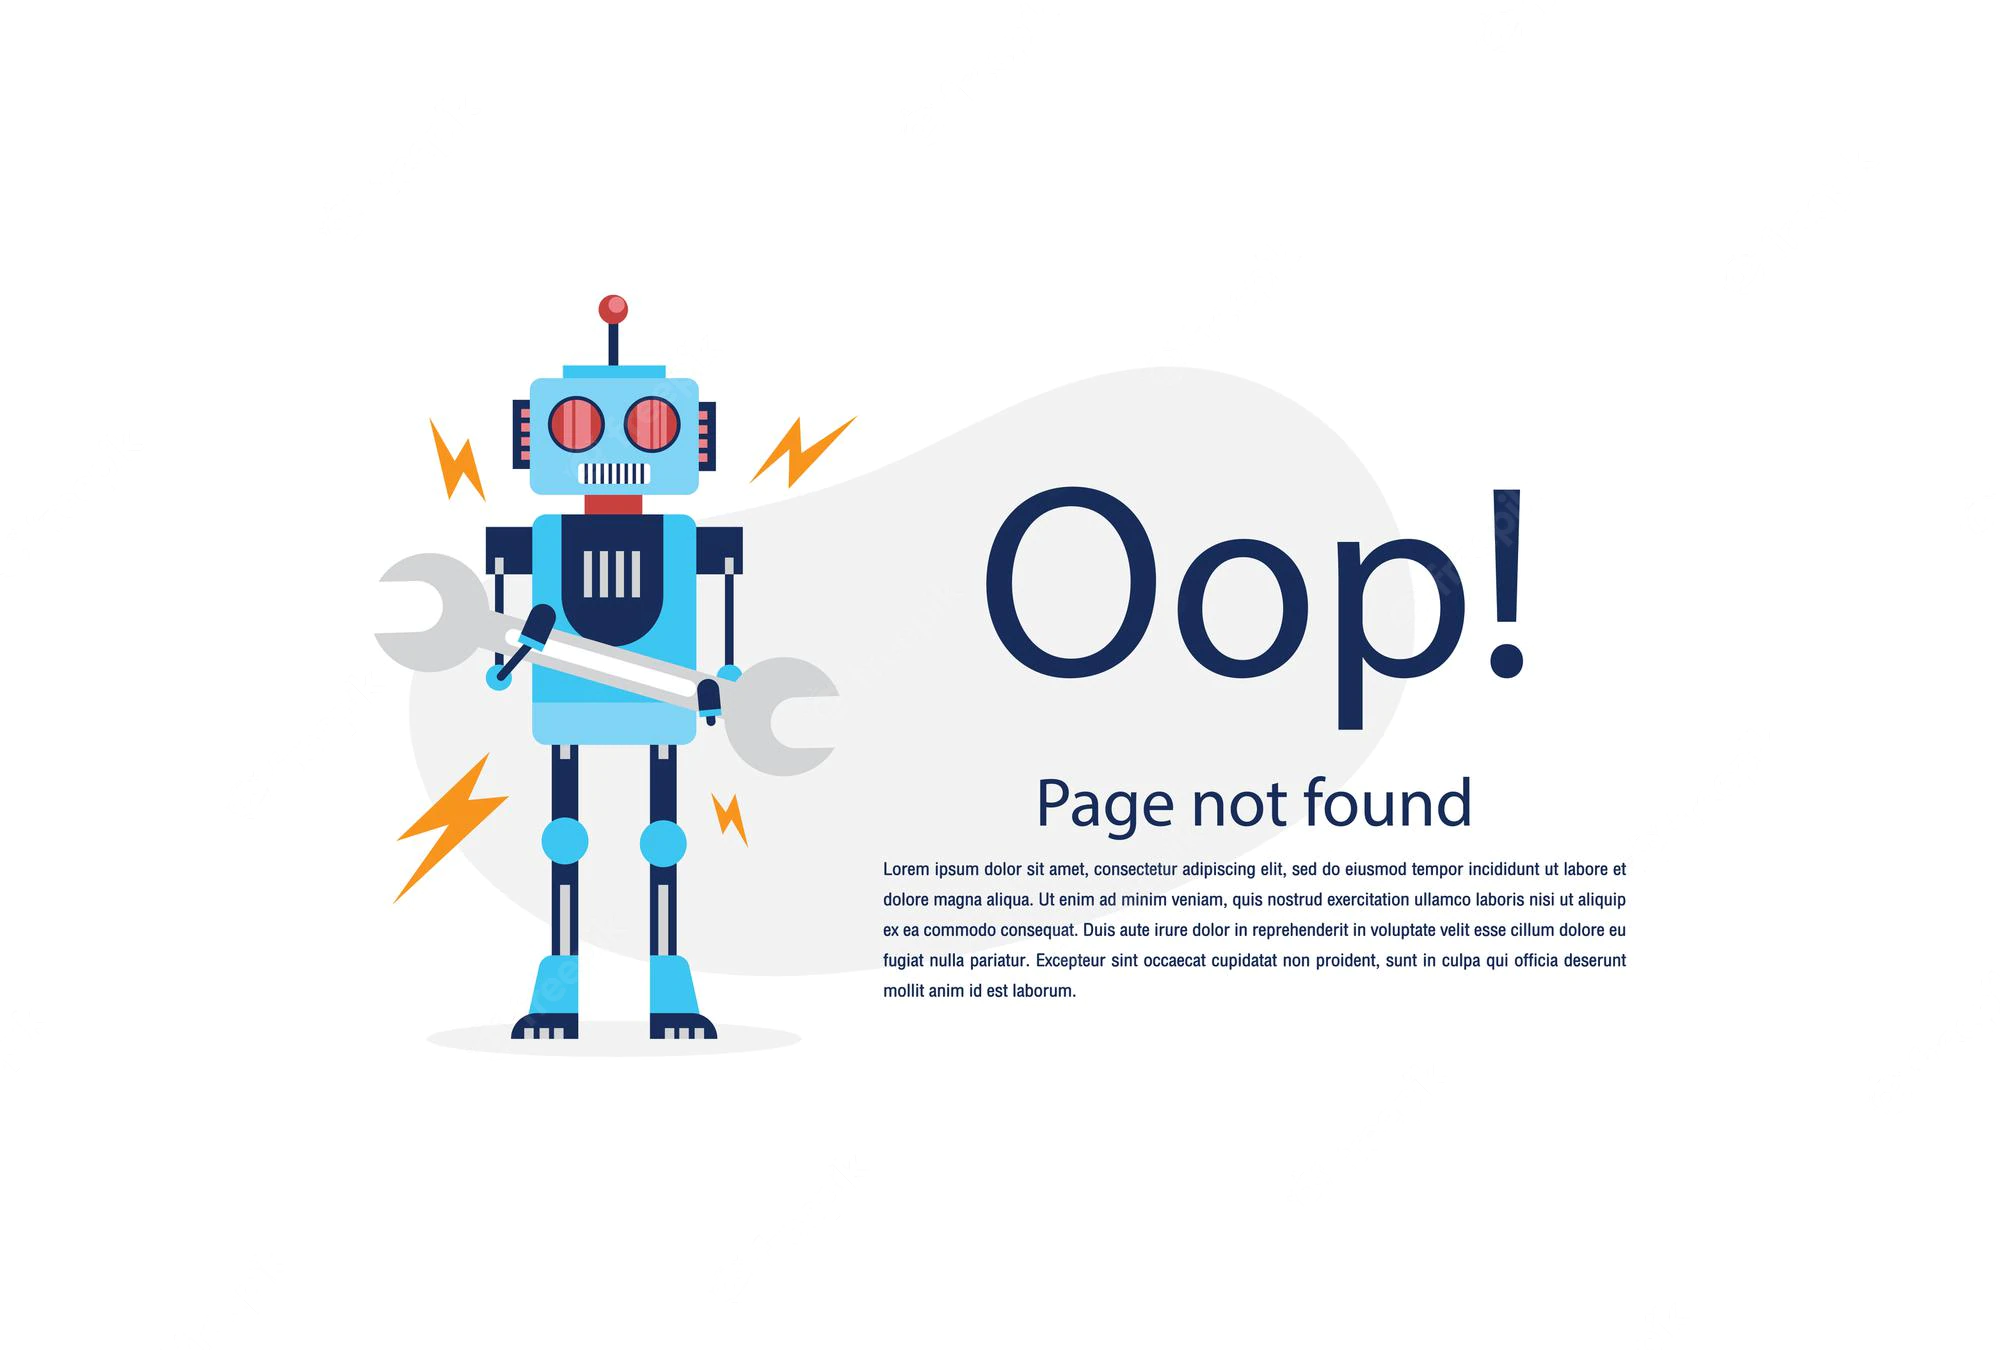 Oop!
Page not found
Lorem ipsum dolor sit amet, consectetur adipiscing elit, sed do eiusmod tempor incididunt ut labore et
dolore magna aliqua. Ut enim ad minim veniam, quis nostrud exercitation ullamco laboris nisi ut aliquip
ex ea commodo consequat. Duis aute irure dolor in reprehenderit in voluptate velit esse cillum dolore eu
fugiat nulla pariatur. Excepteur sint occaecat cupidatat non proident, sunt in culpa qui officia deserunt
mollit anim id est laborum.